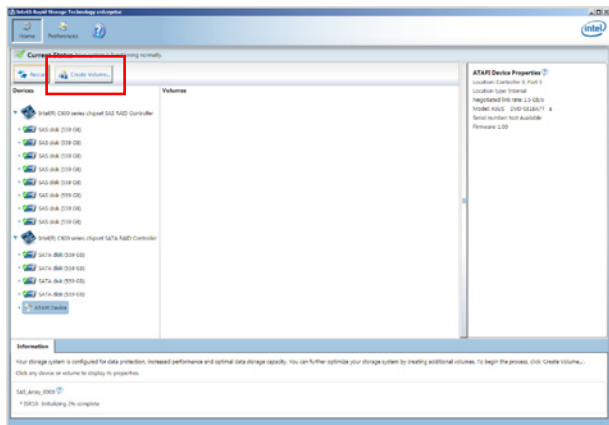 Intel® Rapid Storage Technology enterprise
Home
Preferences
intel
Current Status
functioning normally.
Rescan
Create Volume...
Devices
Volumes
Intel(R) C600 series chipset SAS RAID Controller
SAS disk (559 GB)
SAS disk (559 GB)
SAS disk (559 GB)
SAS disk (559 GB)
SAS disk (559 GB)
SAS disk (559 GB)
SAS disk (559 GB)
SAS disk (559 GB)
Intel(R) C600 series chipset SATA RAID Controller
SATA disk (559 GB)
SATA disk (559 GB)
SATA disk (559 GB)
SATA disk (559 GB)
ATAPI Device
ATAPI Device Properties
Location: Controller 0, Port 5
Location type: Internal
Negotiated link rate: 1.5 Gb/s
Model: ASUS DVD-E818A7T a
Serial number: Not Available
Firmware: 1.00
Information
Your storage system is configured for data protection, increased performance and optimal data storage capacity. You can further optimize your storage system by creating additional volumes. To begin the process, click 'Create Volume...
Click any device or volume to display its properties.
SAS_Array_0000
* ISR10: Initializing 2% complete